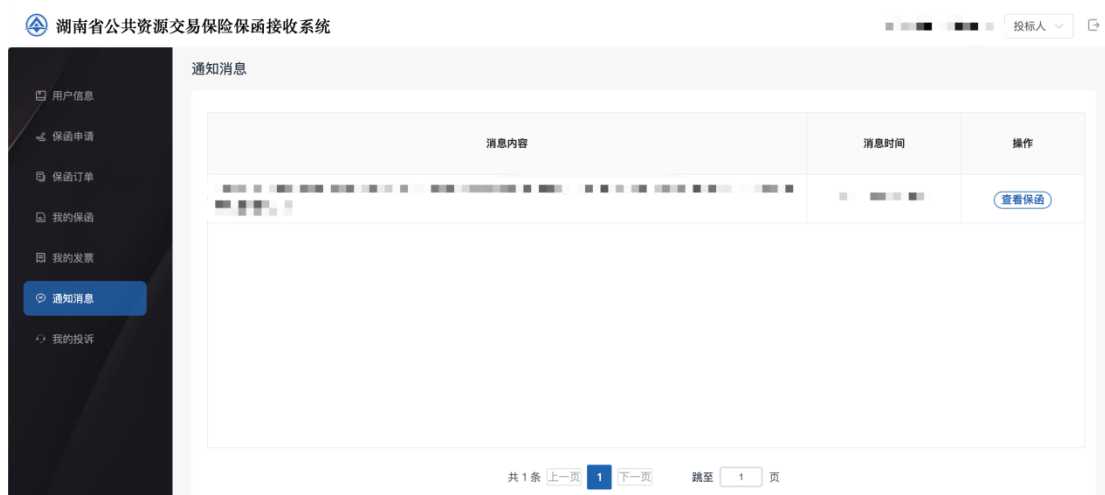 湖南省公共资源交易保险保函接收系统
投标人
通知消息
用户信息
保函申请
保函订单
我的保函
我的发票
通知消息
我的投诉
消息内容 消息时间 操作
查看保函
共 1 条 上一页 1 下一页 跳至 1 页